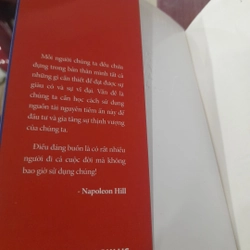 Mỗi người chúng ta đều chứa
đựng trong bản thân mình tất cả
những gì cần thiết để đạt được sự
giàu có và sự vĩ đại. Vấn đề là
chúng ta cần học cách sử dụng
nguồn tài nguyên tiềm ẩn này để
đầu tư và gia tăng sự thịnh vượng
của chúng ta.
Điều đáng buồn là có rất nhiều
người đi cả cuộc đời mà không
bao giờ sử dụng chúng!
- Napoleon Hill